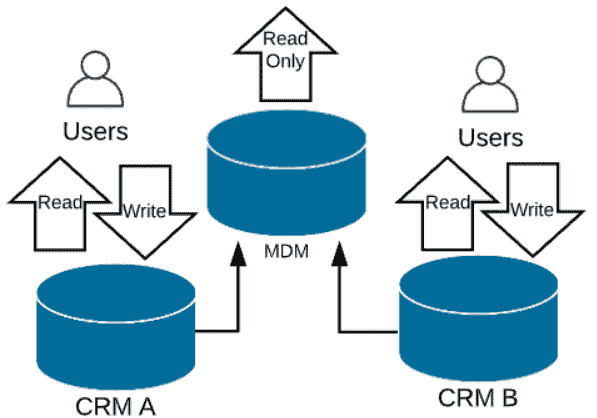 Read
Only
Users
Users
Read
Write
Read
Write
MDM
CRM A
CRM B